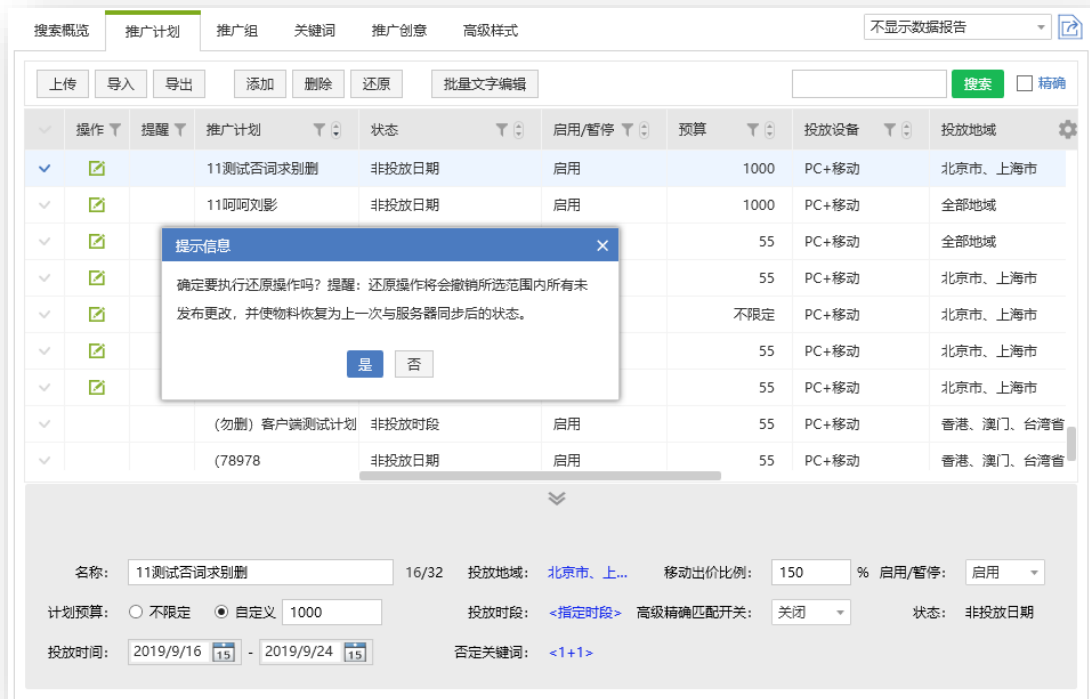 搜索概览 推广计划 推广组 关键词 推广创意 高级样式 不显示数据报告
上传 导入 导出 添加 删除 还原 批量文字编辑 搜索 精确
操作 提醒 推广计划 状态 启用/暂停 预算 投放设备 投放地域
11测试否词求别删 非投放日期 启用 1000 PC+移动 北京市、上海市
11呵呵刘影 非投放日期 启用 1000 PC+移动 全部地域
55 PC+移动 全部地域
55 PC+移动 北京市、上海市
不限定 PC+移动 北京市、上海市
55 PC+移动 北京市、上海市
55 PC+移动 北京市、上海市
提示信息
确定要执行还原操作吗？提醒：还原操作将会撤销所选范围内所有未
发布更改，并使物料恢复为上一次与服务器同步后的状态。
是 否
(勿删) 客户端测试计划 非投放时段 启用 55 PC+移动 香港、澳门、台湾省
(78978 非投放日期 启用 55 PC+移动 香港、澳门、台湾省
名称： 11测试否词求别删 16/32 投放地域： 北京市、上... 移动出价比例： 150 % 启用/暂停： 启用
计划预算： 不限定 自定义 1000 投放时段： <指定时段> 高级精确匹配开关： 关闭 状态： 非投放日期
投放时间： 2019/9/16 15 - 2019/9/24 15 否定关键词： <1+1>